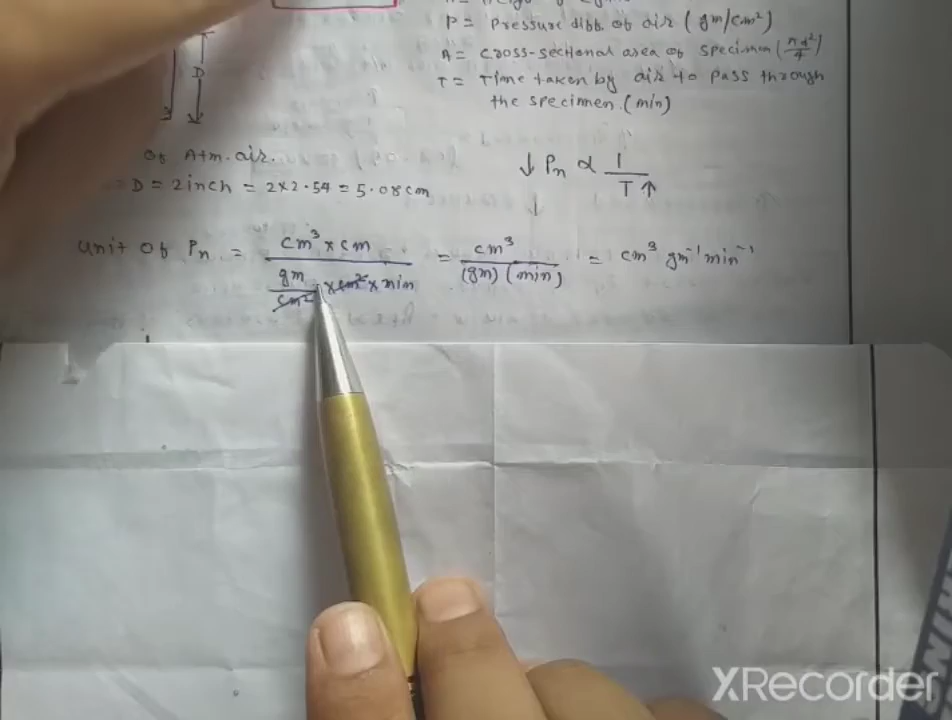 P = Pressure diff. of air (gm/cm²)
A = cross-sectional area of specimen (πd²/4)
T = Time taken by air to pass through
the specimen. (min)
D
of Atm. air.
D = 2 inch = 2×2.54 = 5.08cm
↓ Pn ∝ 1/T↑
↓
Unit of Pn = (cm³ × cm)/(gm/cm² × cm² × min) = cm³/(gm)(min) = cm³ gm⁻¹ min⁻¹
XRecorder